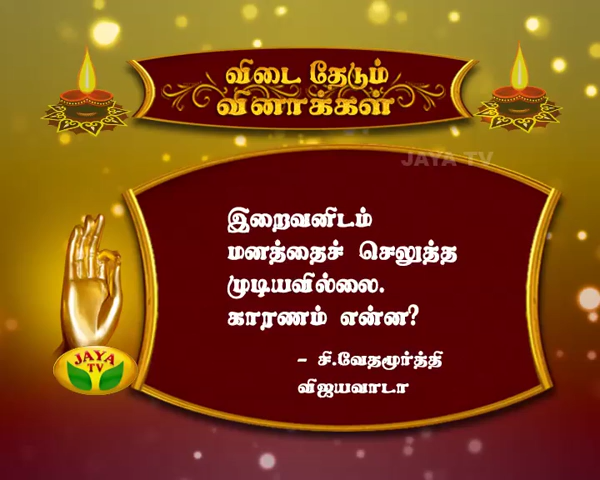 விடை தேடும்
வினாக்கள்
JAYA TV
இறைவனிடம்
மனத்தைச் செலுத்த
முடியவில்லை.
காரணம் என்ன?
- சி.வேதமூர்த்தி
விஜயவாடா
JAYA
TV